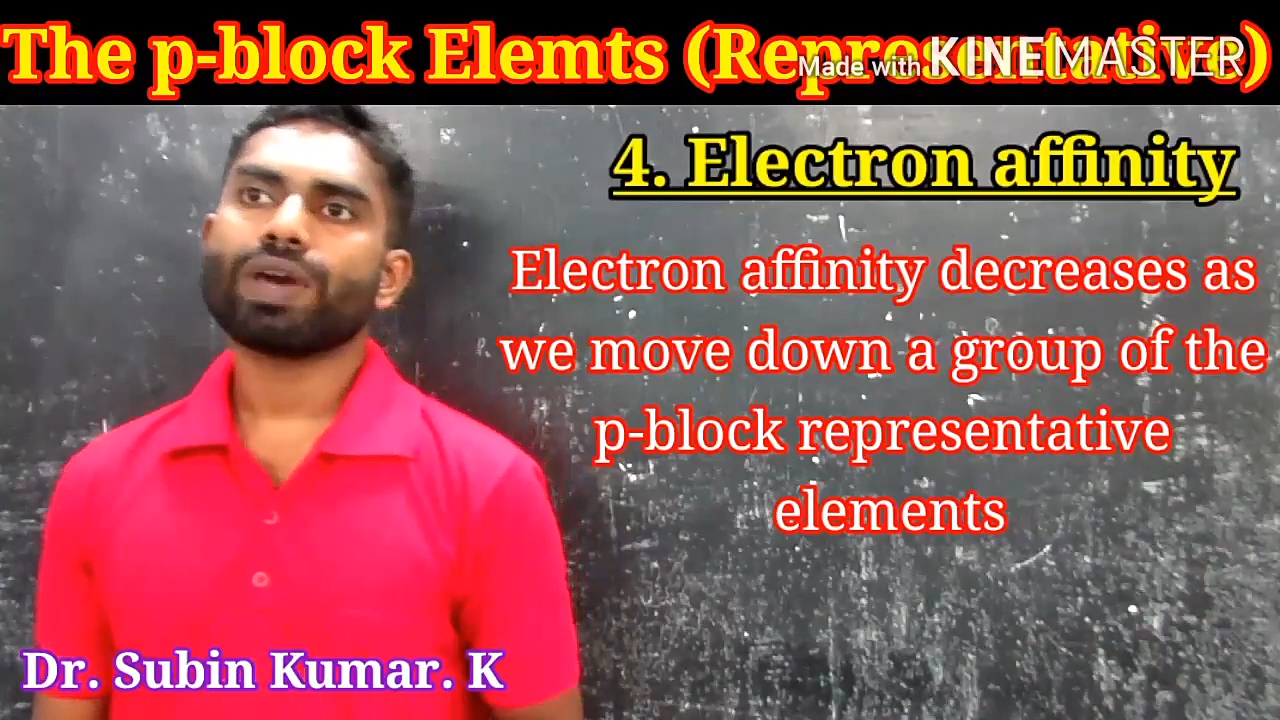 The p-block Elemts (Representative)
Made with KINEMASTER
4. Electron affinity
Electron affinity decreases as
we move down a group of the
p-block representative
elements
Dr. Subin Kumar. K